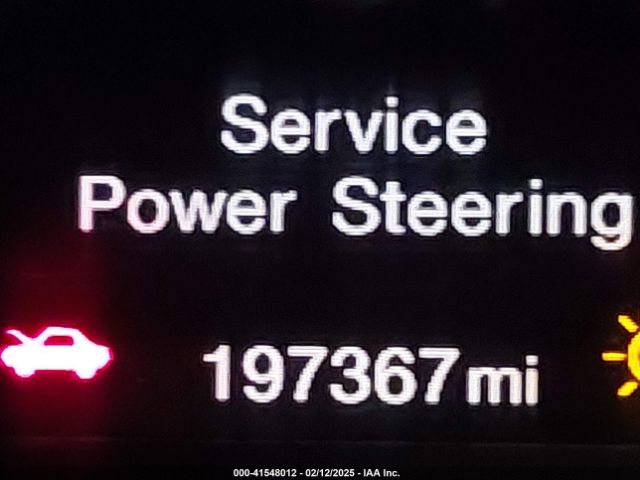 Service
Power Steering
197367 mi
000-41548012 - 02/12/2025 - IAA Inc.